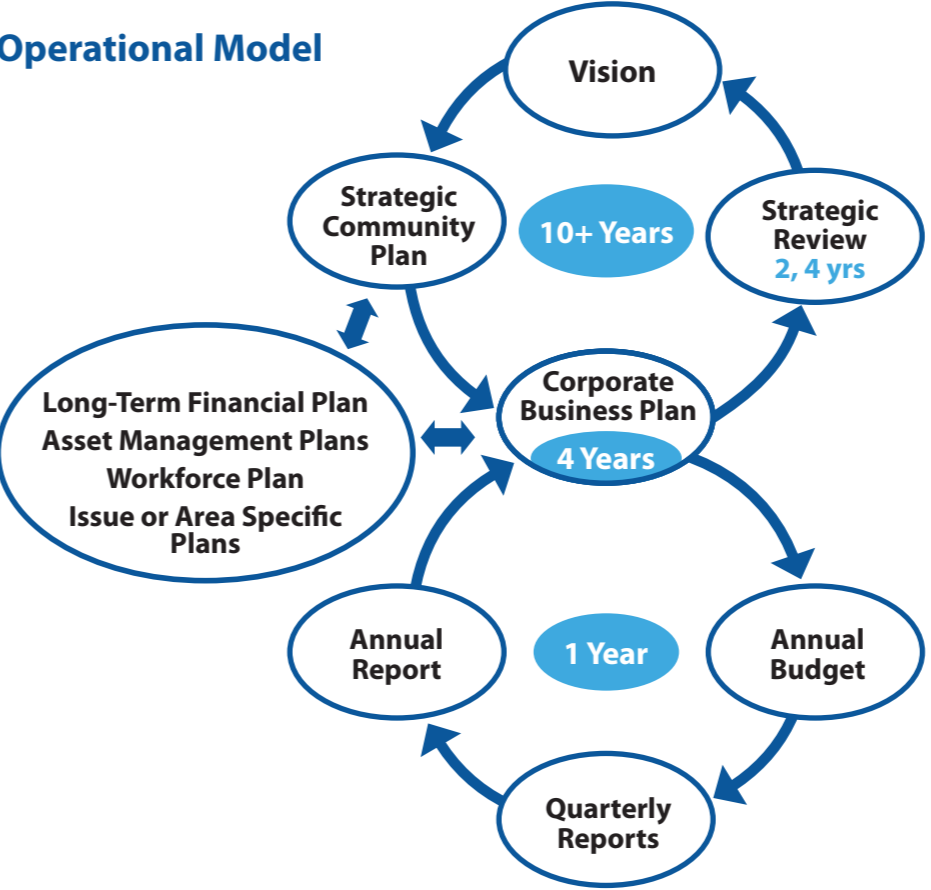 Operational Model
Vision
Strategic
Community
Plan
10+ Years
Strategic
Review
2, 4 yrs
Long-Term Financial Plan
Asset Management Plans
Workforce Plan
Issue or Area Specific
Plans
Corporate
Business Plan
4 Years
Annual
Report
1 Year
Annual
Budget
Quarterly
Reports